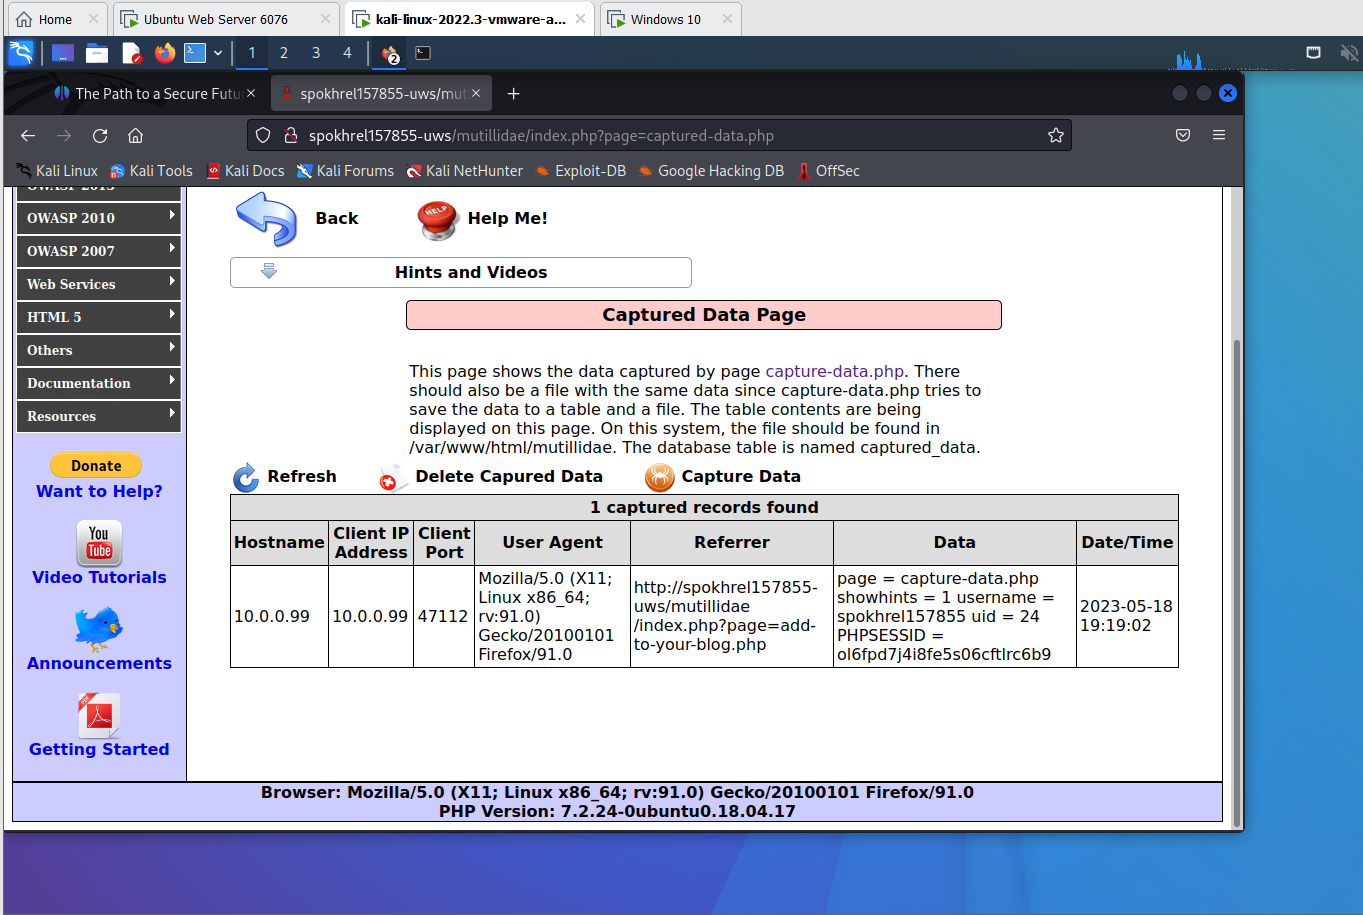 Home
Ubuntu Web Server 6076
kali-linux-2022.3-vmware-a...
Windows 10
1 2 3 4
2
The Path to a Secure Futu
spokhrel157855-uws/mut
spokhrel157855-uws/mutillidae/index.php?page=captured-data.php
Kali Linux
Kali Tools
Kali Docs
Kali Forums
Kali NetHunter
Exploit-DB
Google Hacking DB
OffSec
OWASP 2013
OWASP 2010
OWASP 2007
Web Services
HTML 5
Others
Documentation
Resources
Donate
Want to Help?
You
Tube
Video Tutorials
Announcements
PDF
Getting Started
Back
HELP
Help Me!
Hints and Videos
Captured Data Page
This page shows the data captured by page capture-data.php. There
should also be a file with the same data since capture-data.php tries to
save the data to a table and a file. The table contents are being
displayed on this page. On this system, the file should be found in
/var/www/html/mutillidae. The database table is named captured_data.
Refresh
Delete Capured Data
Capture Data
1 captured records found
Hostname
Client IP
Address
Client
Port
User Agent
Referrer
Data
Date/Time
10.0.0.99
10.0.0.99
47112
Mozilla/5.0 (X11;
Linux x86_64;
rv:91.0)
Gecko/20100101
Firefox/91.0
http://spokhrel157855-
uws/mutillidae
/index.php?page=add-
to-your-blog.php
page = capture-data.php
showhints = 1 username =
spokhrel157855 uid = 24
PHPSESSID =
ol6fpd7j4i8fe5s06cftlrc6b9
2023-05-18
19:19:02
Browser: Mozilla/5.0 (X11; Linux x86_64; rv:91.0) Gecko/20100101 Firefox/91.0
PHP Version: 7.2.24-0ubuntu0.18.04.17